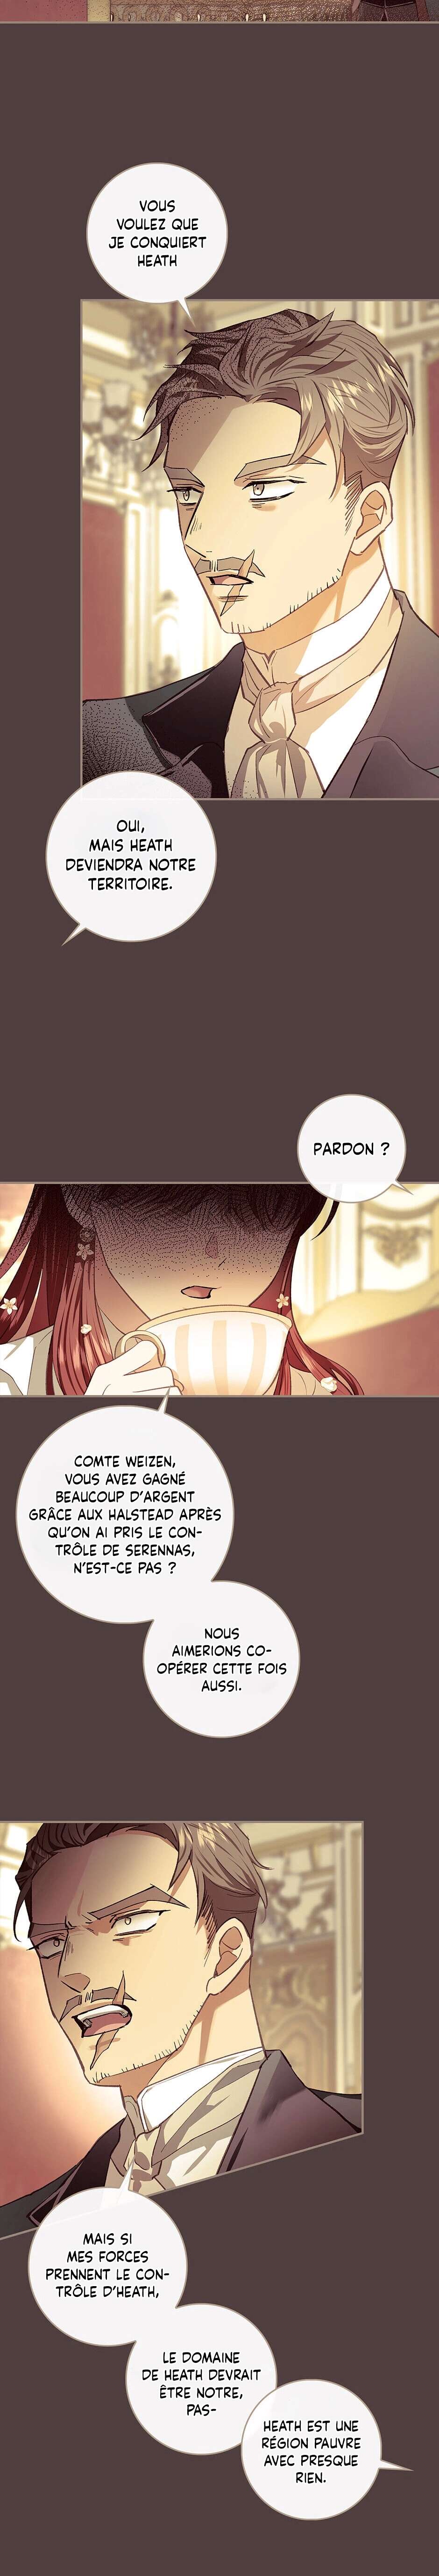 VOUS
VOULEZ QUE
JE CONQUIERT
HEATH
OUI,
MAIS HEATH
DEVIENDRA NOTRE
TERRITOIRE.
PARDON ?
COMTE WEIZEN,
VOUS AVEZ GAGNÉ
BEAUCOUP D'ARGENT
GRÂCE AUX HALSTEAD APRÈS
QU'ON AI PRIS LE CON-
TRÔLE DE SERENNAS,
N'EST-CE PAS ?
NOUS
AIMERIONS CO-
OPÉRER CETTE FOIS
AUSSI.
MAIS SI
MES FORCES
PRENNENT LE CON-
TRÔLE D'HEATH,
LE DOMAINE
DE HEATH DEVRAIT
ÊTRE NOTRE,
PAS-
HEATH EST UNE
RÉGION PAUVRE
AVEC PRESQUE
RIEN.